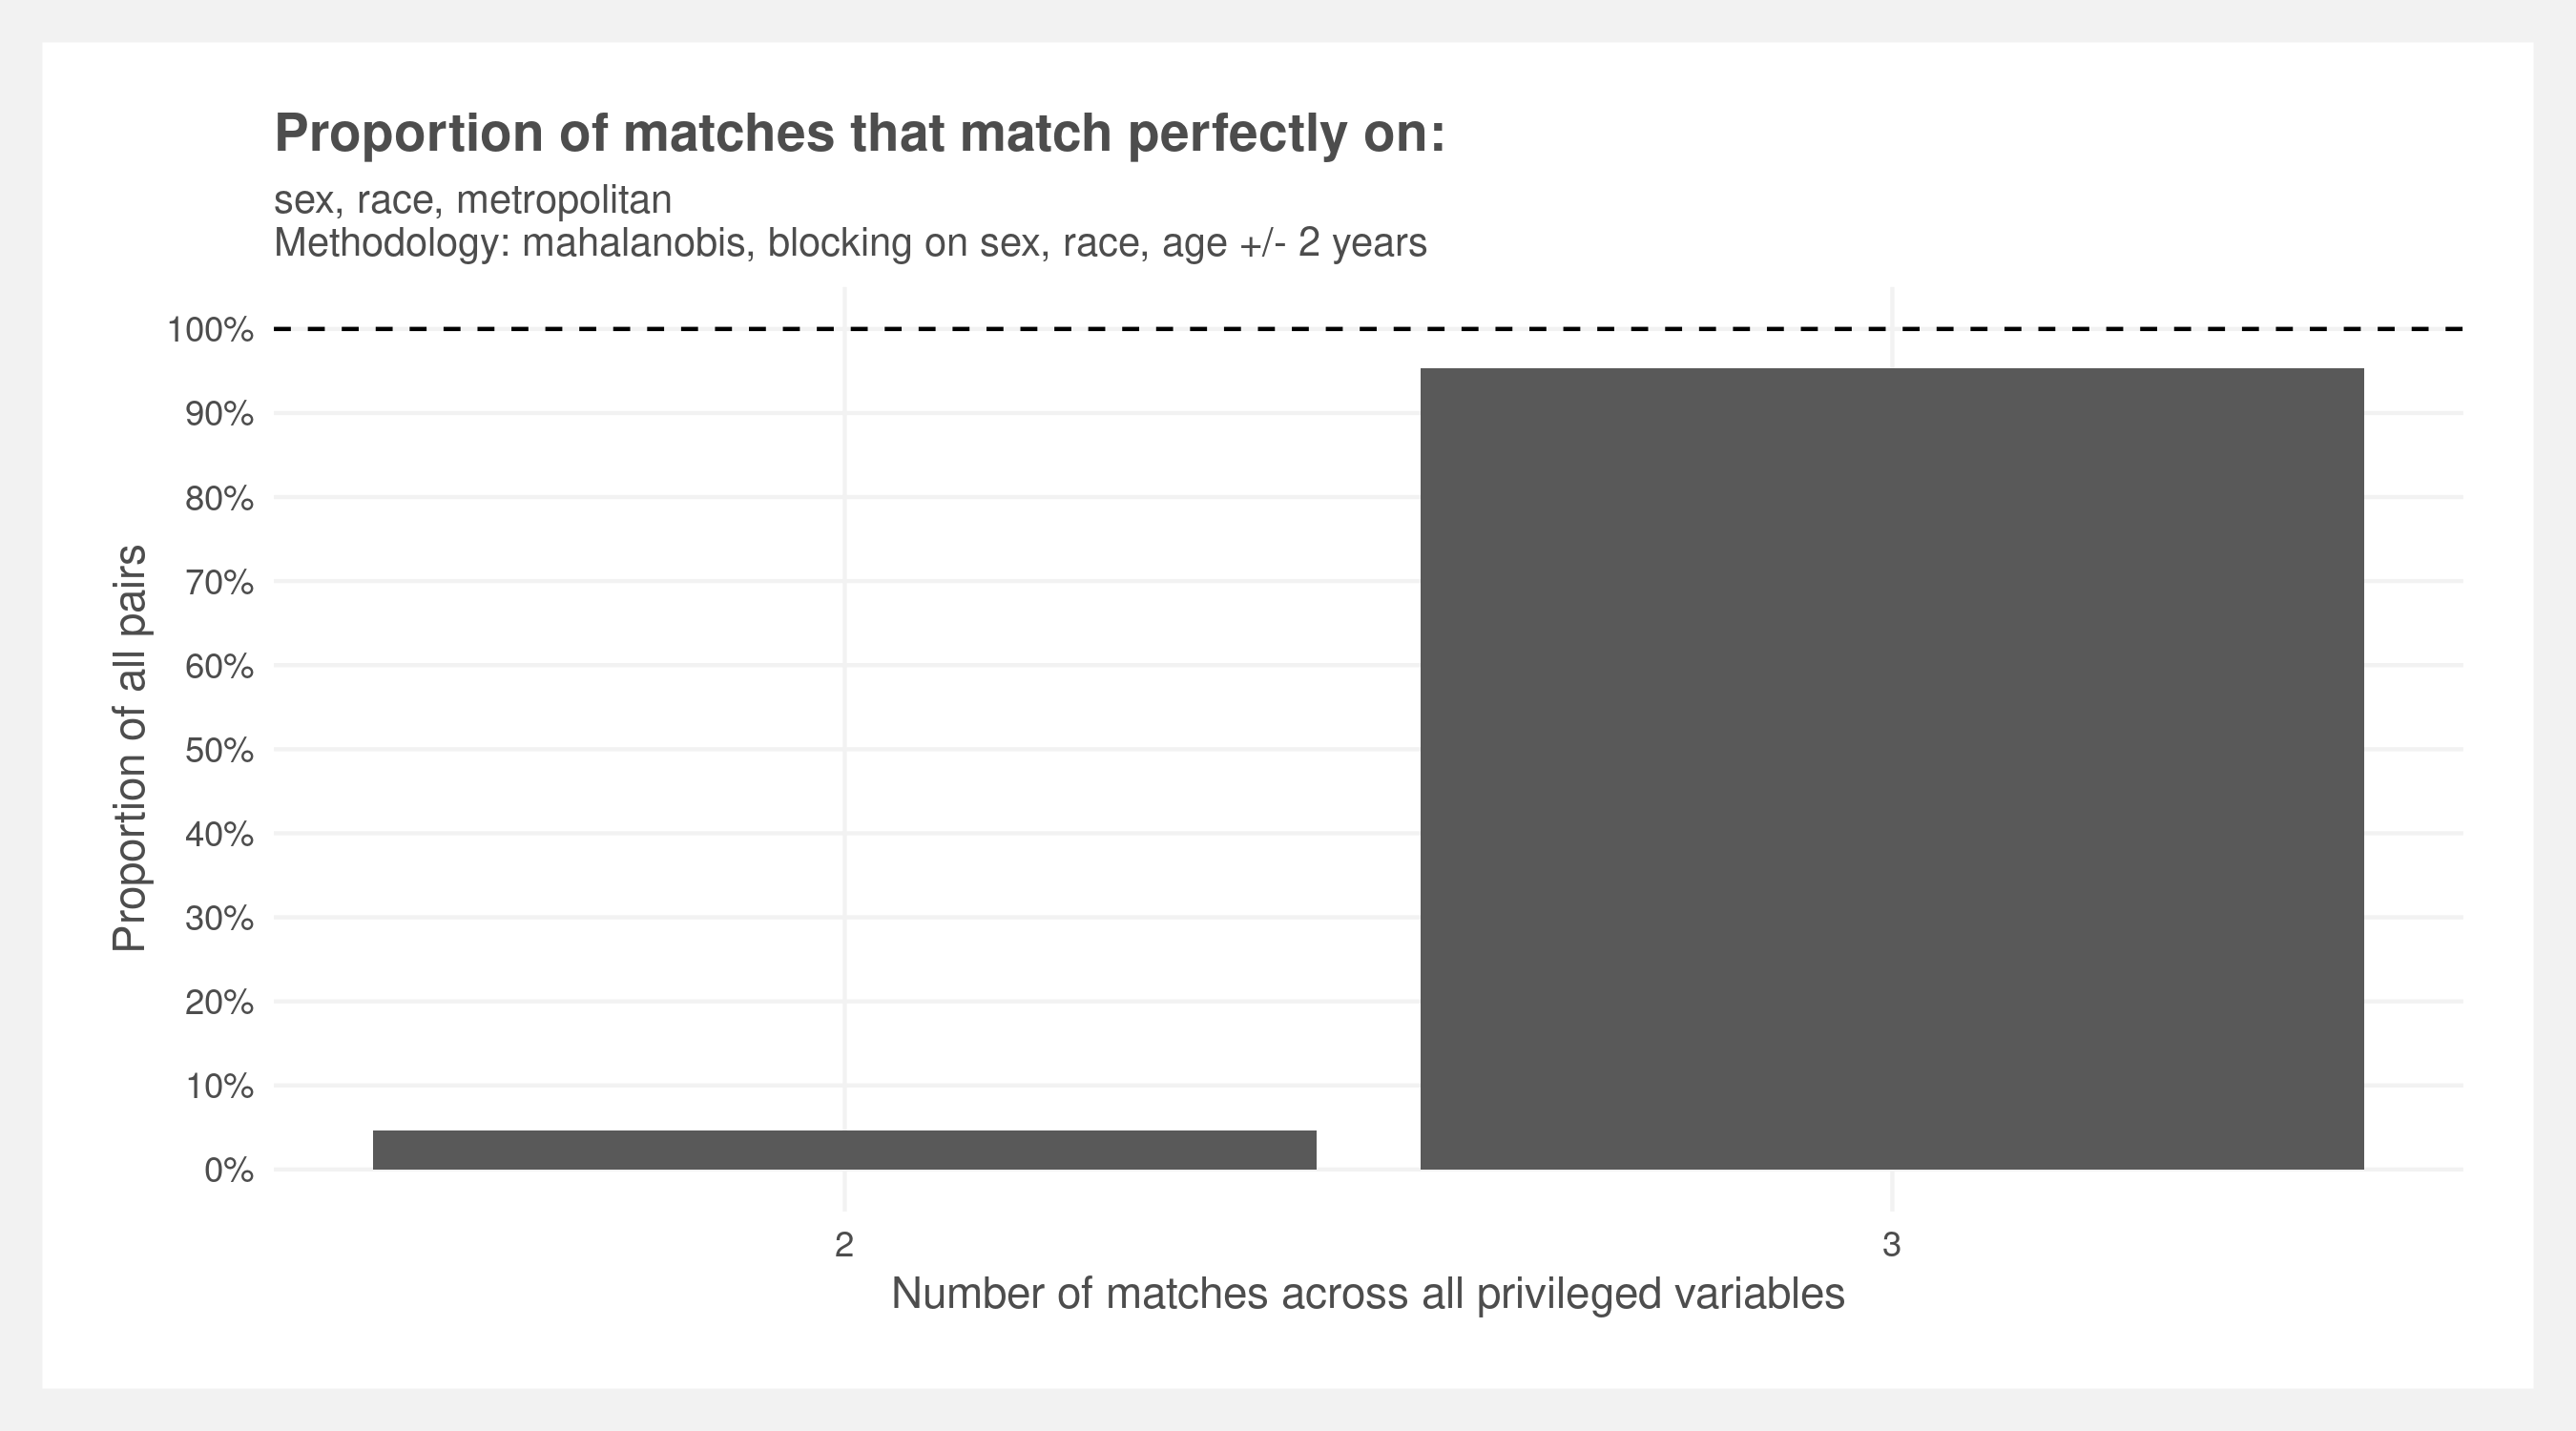 Proportion of matches that match perfectly on:
sex, race, metropolitan
Methodology: mahalanobis, blocking on sex, race, age +/- 2 years
100%
90%
80%
70%
60%
50%
40%
30%
20%
10%
0%
Proportion of all pairs
2
3
Number of matches across all privileged variables